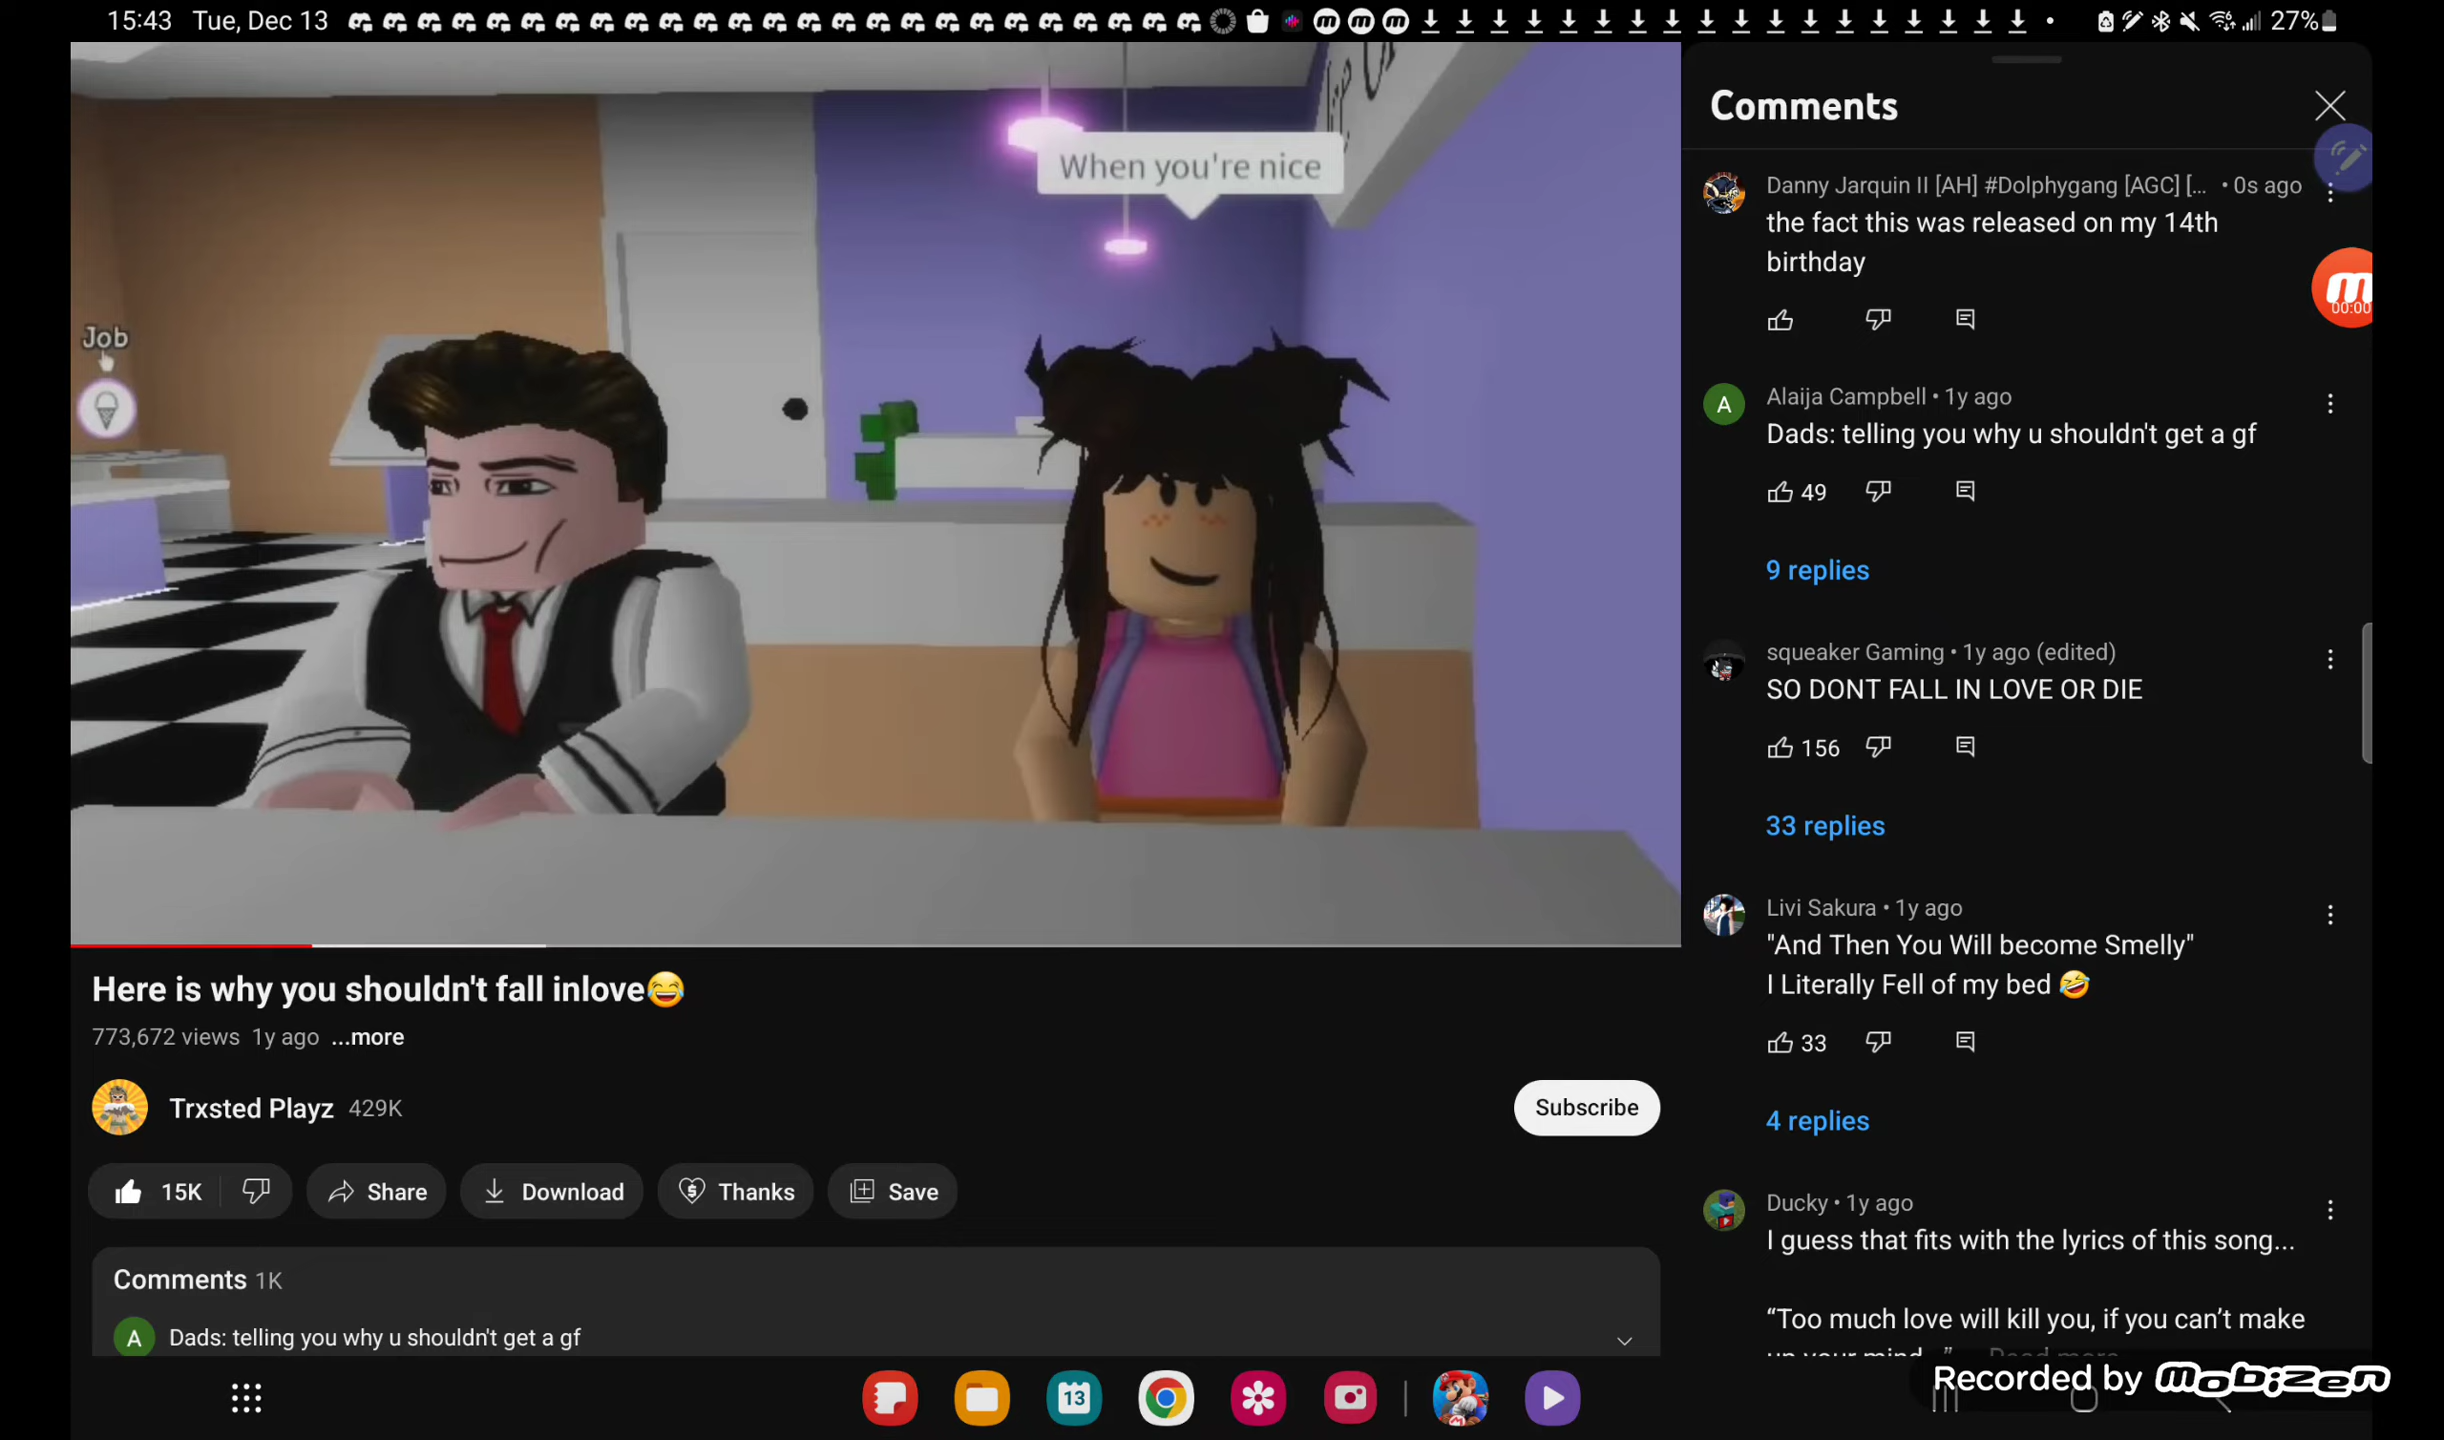 15:43 Tue, Dec 13
27%
When you're nice
Job
Here is why you shouldn't fall inlove😂
773,672 views 1y ago ...more
Trxsted Playz 429K
Subscribe
15K
Share
Download
Thanks
Save
Comments 1K
A
Dads: telling you why u shouldn't get a gf
Comments
Danny Jarquin II [AH] #Dolphygang [AGC] [... • 0s ago
the fact this was released on my 14th
birthday
00:00
A
Alaija Campbell • 1y ago
Dads: telling you why u shouldn't get a gf
49
9 replies
squeaker Gaming • 1y ago (edited)
SO DONT FALL IN LOVE OR DIE
156
33 replies
Livi Sakura • 1y ago
"And Then You Will become Smelly"
I Literally Fell of my bed 🤣
33
4 replies
Ducky • 1y ago
I guess that fits with the lyrics of this song...
“Too much love will kill you, if you can’t make
up your mind
13
Recorded by mobizen